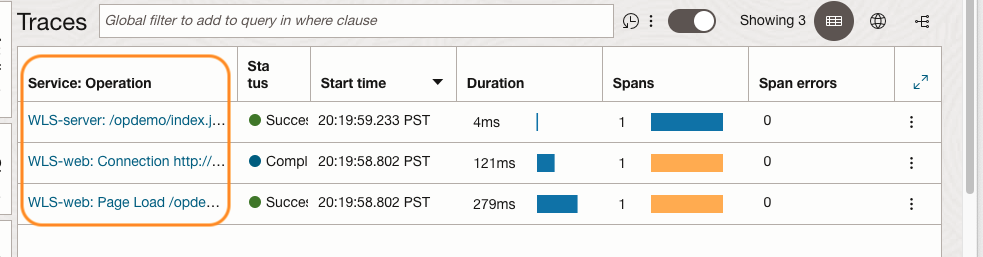 Traces Global filter to add to query in where clause Showing 3
Service: Operation Sta tus Start time Duration Spans Span errors
WLS-server: /opdemo/index.j... Succes 20:19:59.233 PST 4ms 1 0
WLS-web: Connection http://... Compl 20:19:58.802 PST 121ms 1 0
WLS-web: Page Load /opde... Succes 20:19:58.802 PST 279ms 1 0